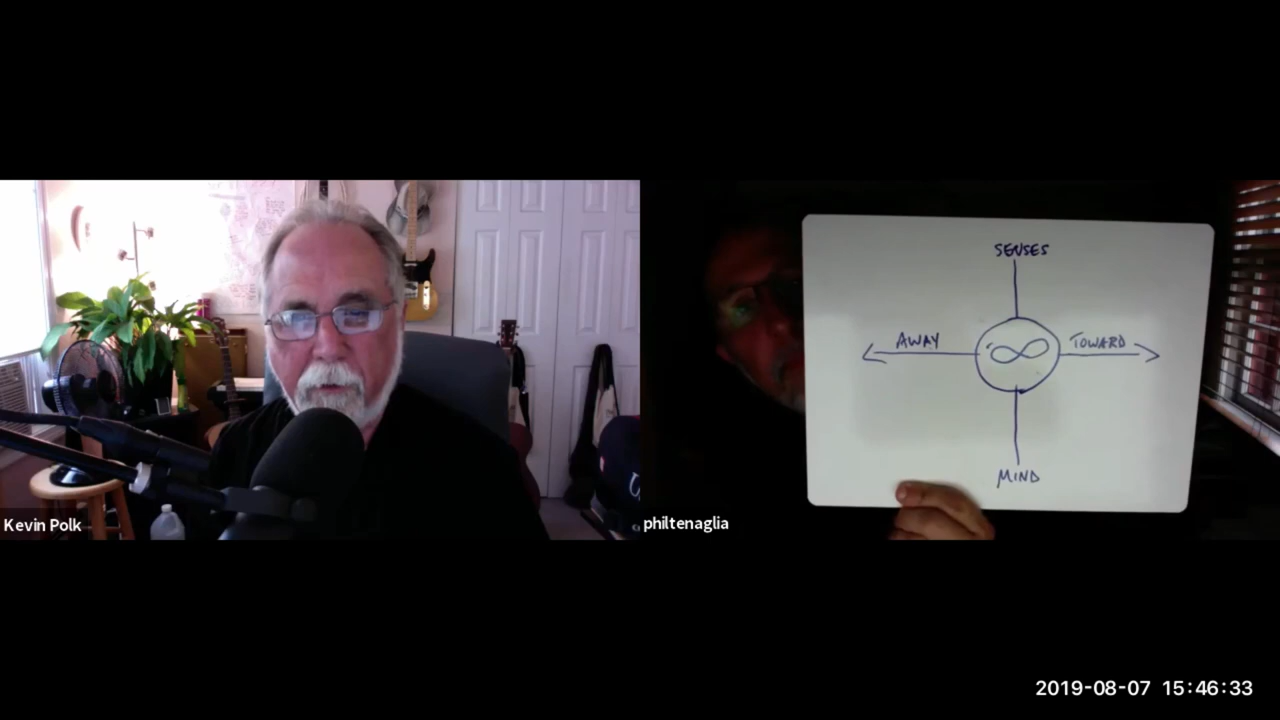 SENSES
AWAY
TOWARD
∞
MIND
Kevin Polk
philtenaglia
2019-08-07 15:46:33